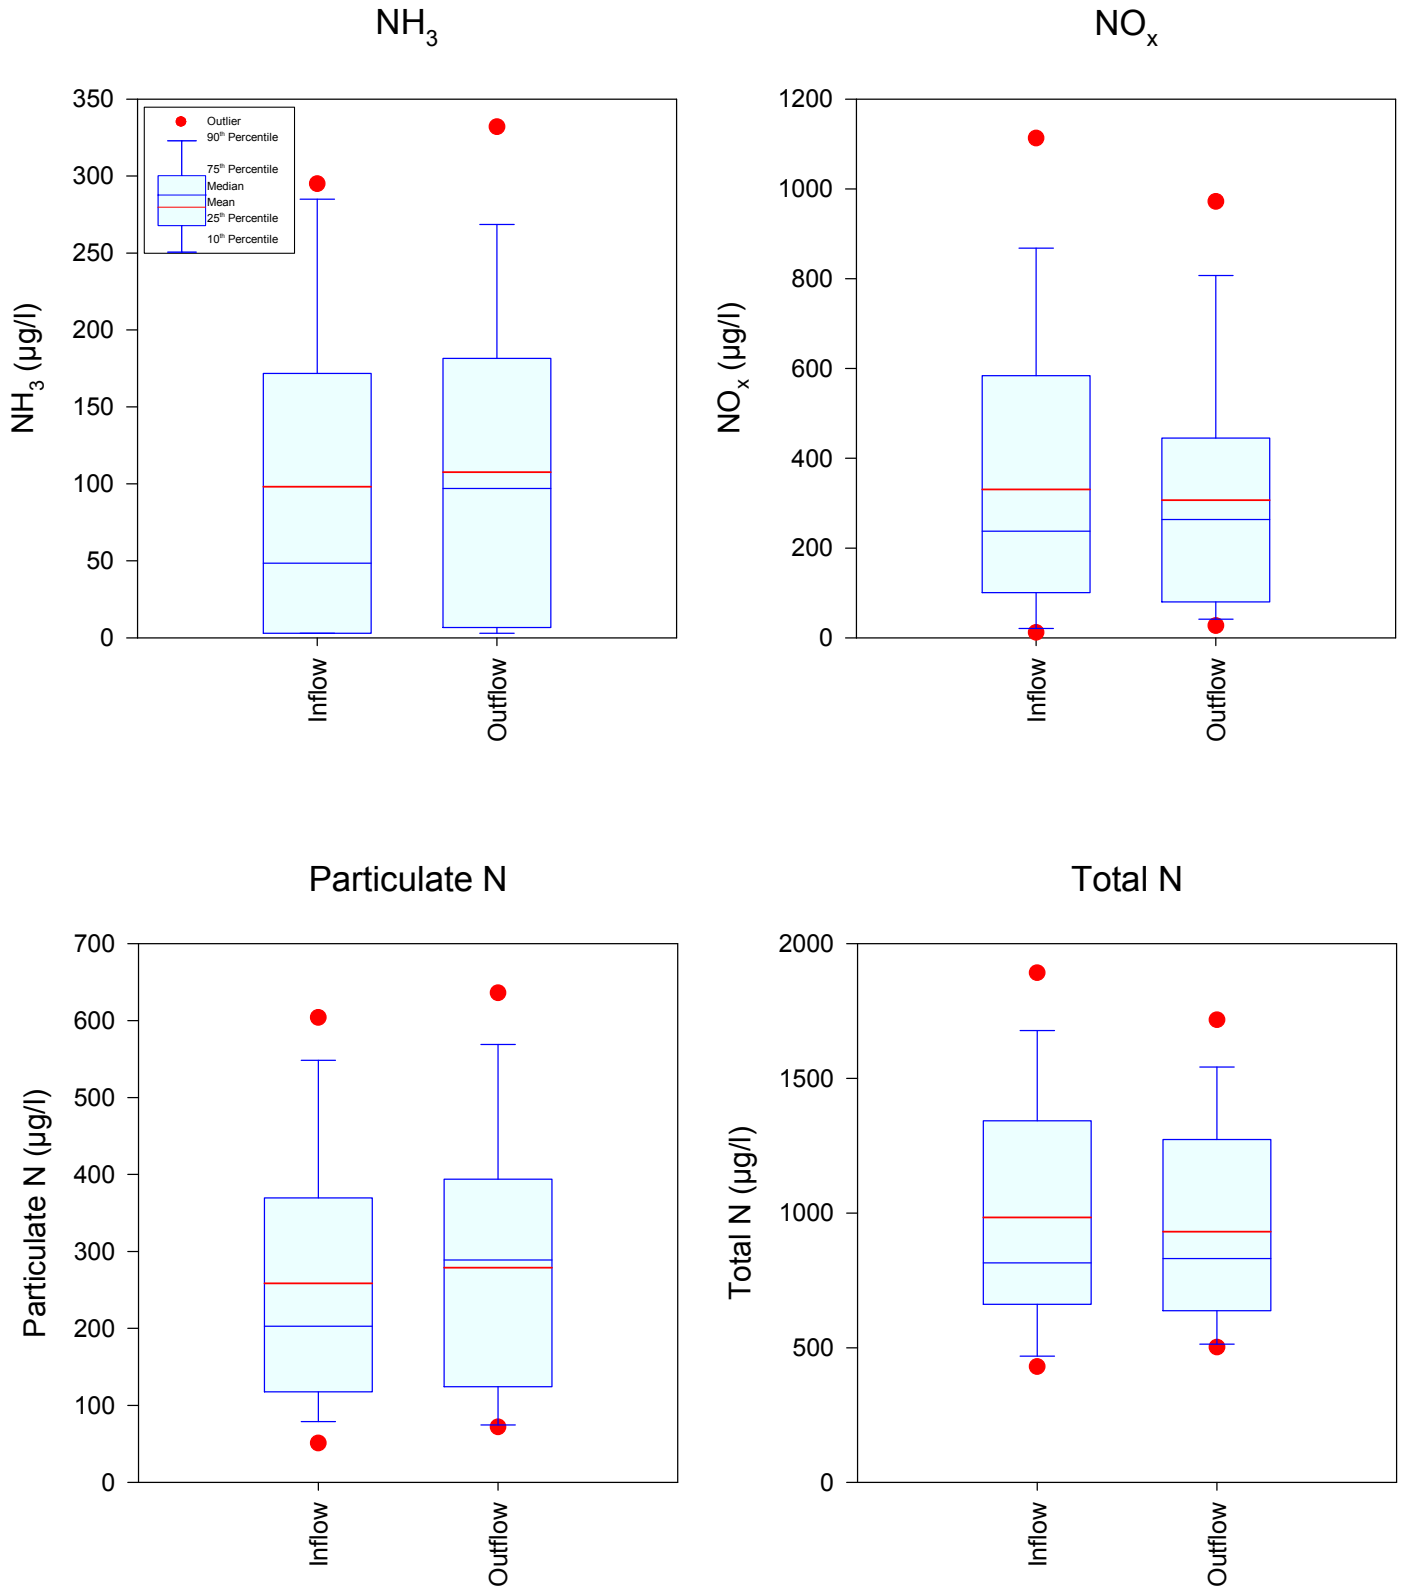 NH₃
NOₓ
350
300
250
200
150
100
50
0
NH₃ (µg/l)
Outlier
90th Percentile
75th Percentile
Median
Mean
25th Percentile
10th Percentile
Inflow
Outflow
1200
1000
800
600
400
200
0
NOₓ (µg/l)
Inflow
Outflow
Particulate N
Total N
700
600
500
400
300
200
100
0
Particulate N (µg/l)
Inflow
Outflow
2000
1500
1000
500
0
Total N (µg/l)
Inflow
Outflow